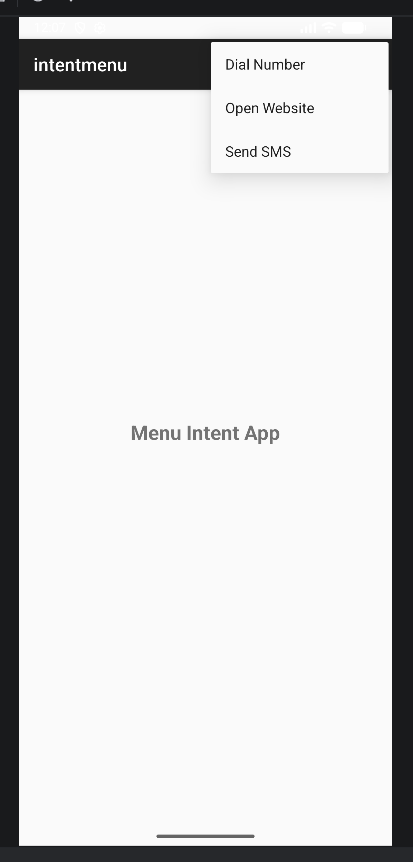 intentmenu
Dial Number
Open Website
Send SMS
Menu Intent App